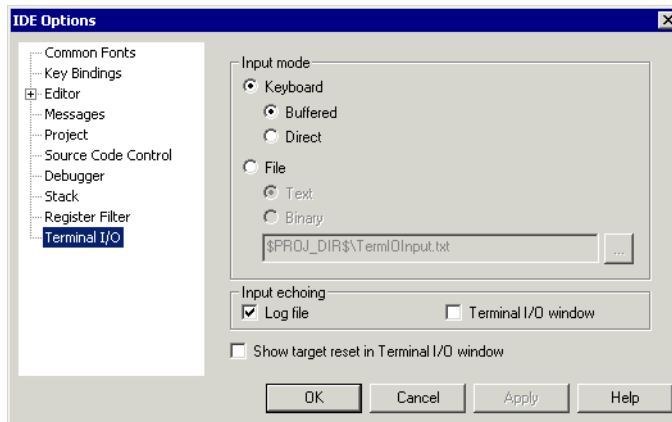 IDE Options
Common Fonts
Key Bindings
Editor
Messages
Project
Source Code Control
Debugger
Stack
Register Filter
Terminal I/O
Input mode
Keyboard
Buffered
Direct
File
Text
Binary
$PROJ_DIR$\TermIOInput.txt
...
Input echoing
Log file
Terminal I/O window
Show target reset in Terminal I/O window
OK
Cancel
Apply
Help